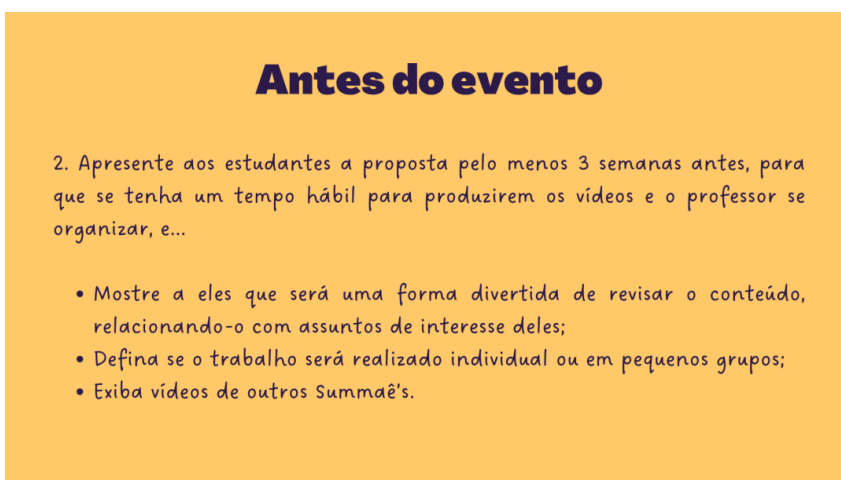 Antes do evento
2. Apresente aos estudantes a proposta pelo menos 3 semanas antes, para
que se tenha um tempo hábil para produzirem os vídeos e o professor se
organizar, e...
• Mostre a eles que será uma forma divertida de revisar o conteúdo,
relacionando-o com assuntos de interesse deles;
• Defina se o trabalho será realizado individual ou em pequenos grupos;
• Exiba vídeos de outros Summaê's.